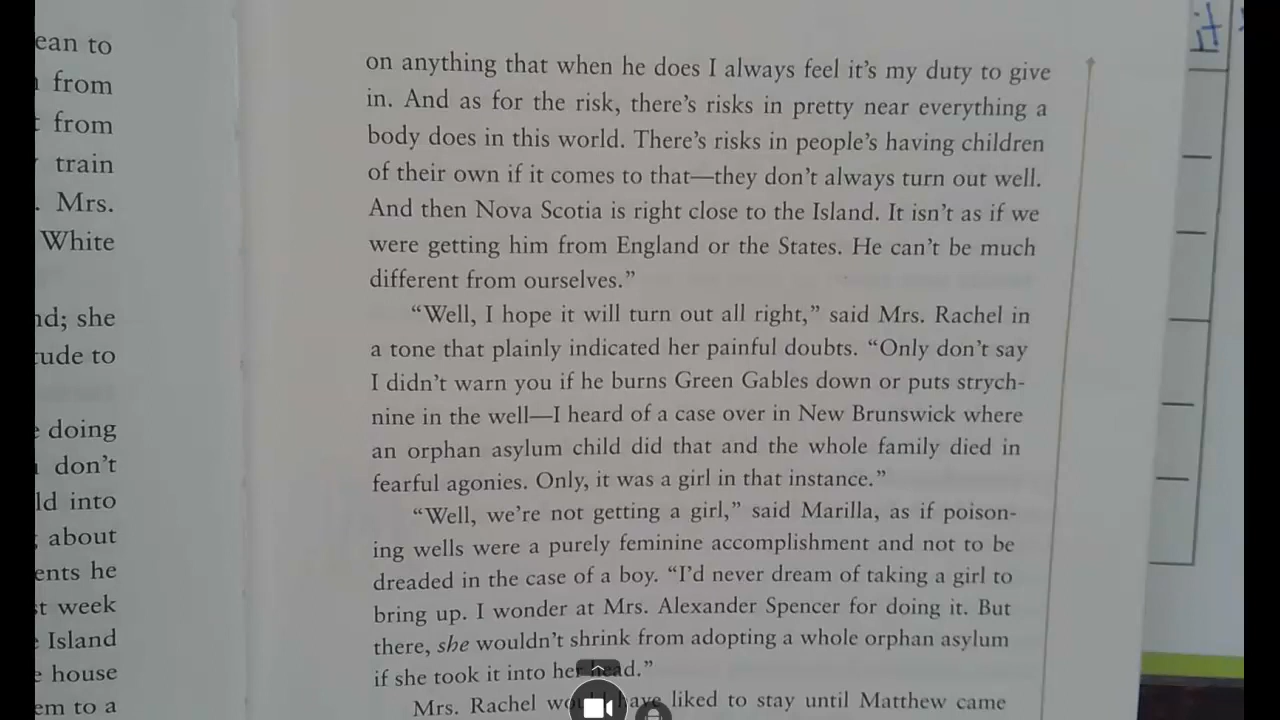 ean to
from
from
train
. Mrs.
White
nd; she
tude to
doing
don't
ld into
about
ents he
st week
Island
house
em to a
on anything that when he does I always feel it's my duty to give
in. And as for the risk, there's risks in pretty near everything a
body does in this world. There's risks in people's having children
of their own if it comes to that—they don't always turn out well.
And then Nova Scotia is right close to the Island. It isn't as if we
were getting him from England or the States. He can't be much
different from ourselves."
"Well, I hope it will turn out all right," said Mrs. Rachel in
a tone that plainly indicated her painful doubts. "Only don't say
I didn't warn you if he burns Green Gables down or puts strych-
nine in the well—I heard of a case over in New Brunswick where
an orphan asylum child did that and the whole family died in
fearful agonies. Only, it was a girl in that instance."
"Well, we're not getting a girl," said Marilla, as if poison-
ing wells were a purely feminine accomplishment and not to be
dreaded in the case of a boy. "I'd never dream of taking a girl to
bring up. I wonder at Mrs. Alexander Spencer for doing it. But
there, she wouldn't shrink from adopting a whole orphan asylum
if she took it into her head."
Mrs. Rachel would have liked to stay until Matthew came
it